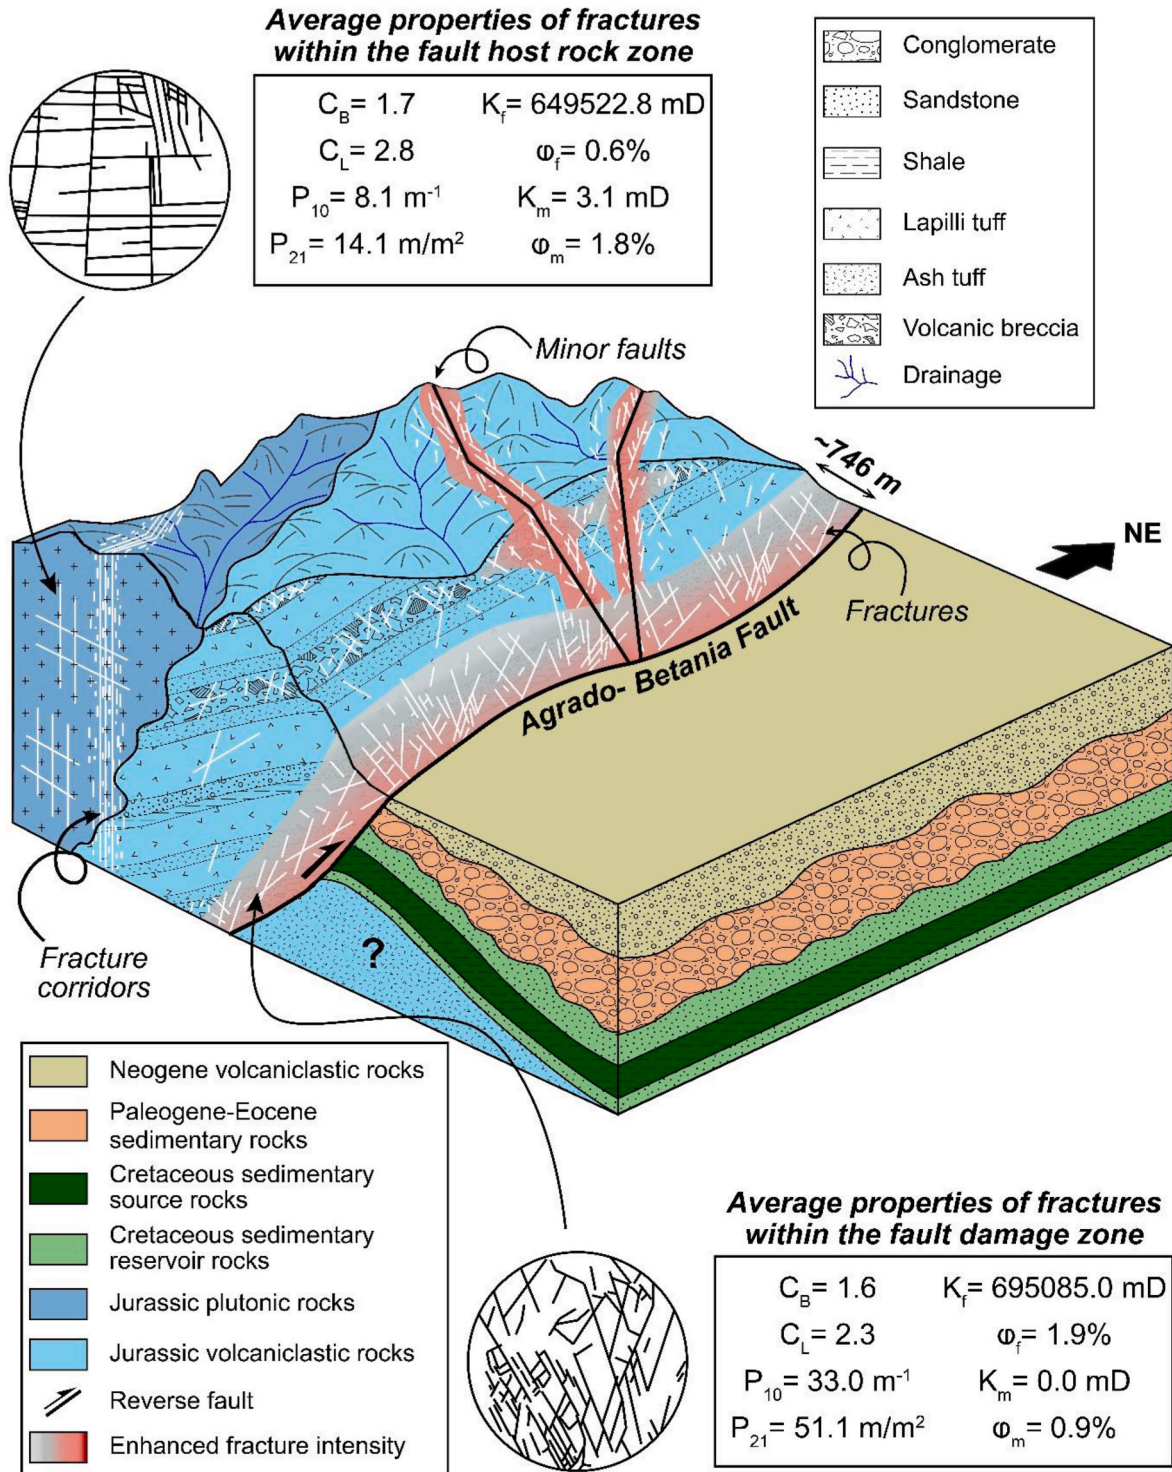 Average properties of fractures
within the fault host rock zone
C_B= 1.7 K_f= 649522.8 mD
C_L= 2.8 φ_f= 0.6%
P_10= 8.1 m⁻¹ K_m= 3.1 mD
P_21= 14.1 m/m² φ_m= 1.8%
Conglomerate
Sandstone
Shale
Lapilli tuff
Ash tuff
Volcanic breccia
Drainage
Minor faults
~746 m
NE
Fractures
Agrado- Betania Fault
Fracture
corridors
?
Neogene volcaniclastic rocks
Paleogene-Eocene
sedimentary rocks
Cretaceous sedimentary
source rocks
Cretaceous sedimentary
reservoir rocks
Jurassic plutonic rocks
Jurassic volcaniclastic rocks
Reverse fault
Enhanced fracture intensity
Average properties of fractures
within the fault damage zone
C_B= 1.6 K_f= 695085.0 mD
C_L= 2.3 φ_f= 1.9%
P_10= 33.0 m⁻¹ K_m= 0.0 mD
P_21= 51.1 m/m² φ_m= 0.9%